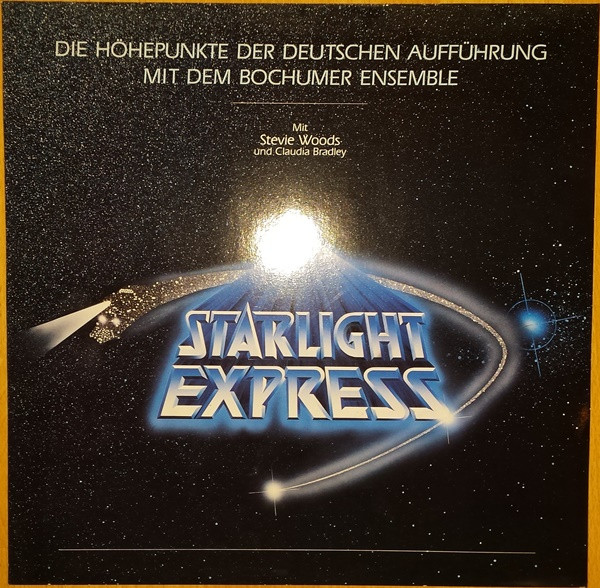 DIE HÖHEPUNKTE DER DEUTSCHEN AUFFÜHRUNG
MIT DEM BOCHUMER ENSEMBLE
Mit
Stevie Woods
und Claudia Bradley
STARLIGHT
EXPRESS